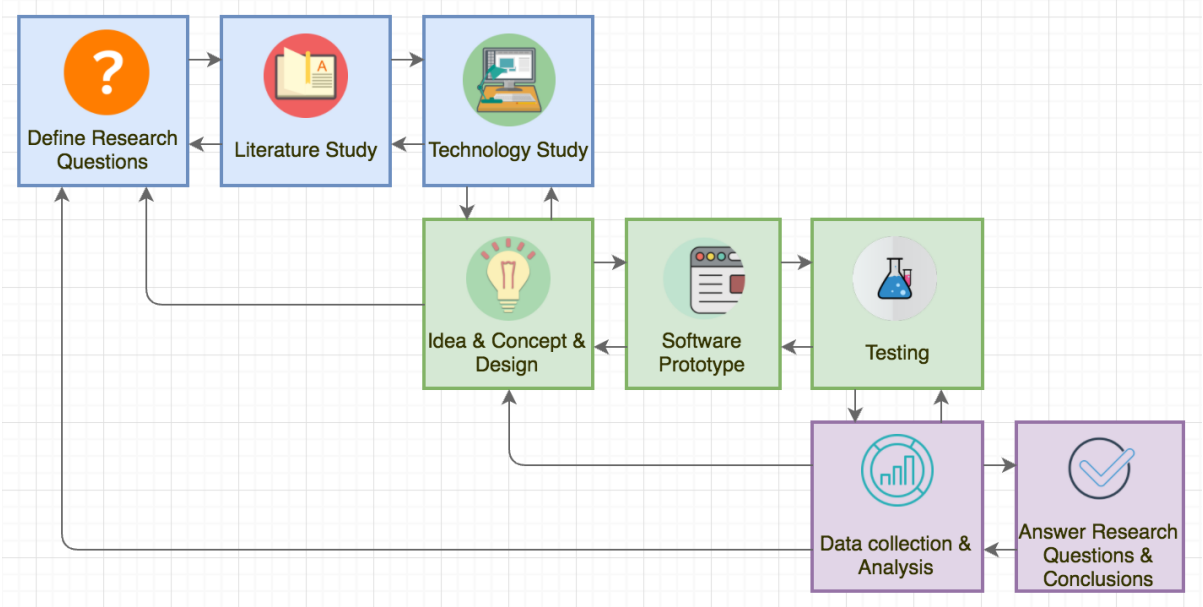 ?
Define Research
Questions
A
Literature Study
Technology Study
Idea & Concept &
Design
Software
Prototype
Testing
Data collection &
Analysis
Answer Research
Questions &
Conclusions